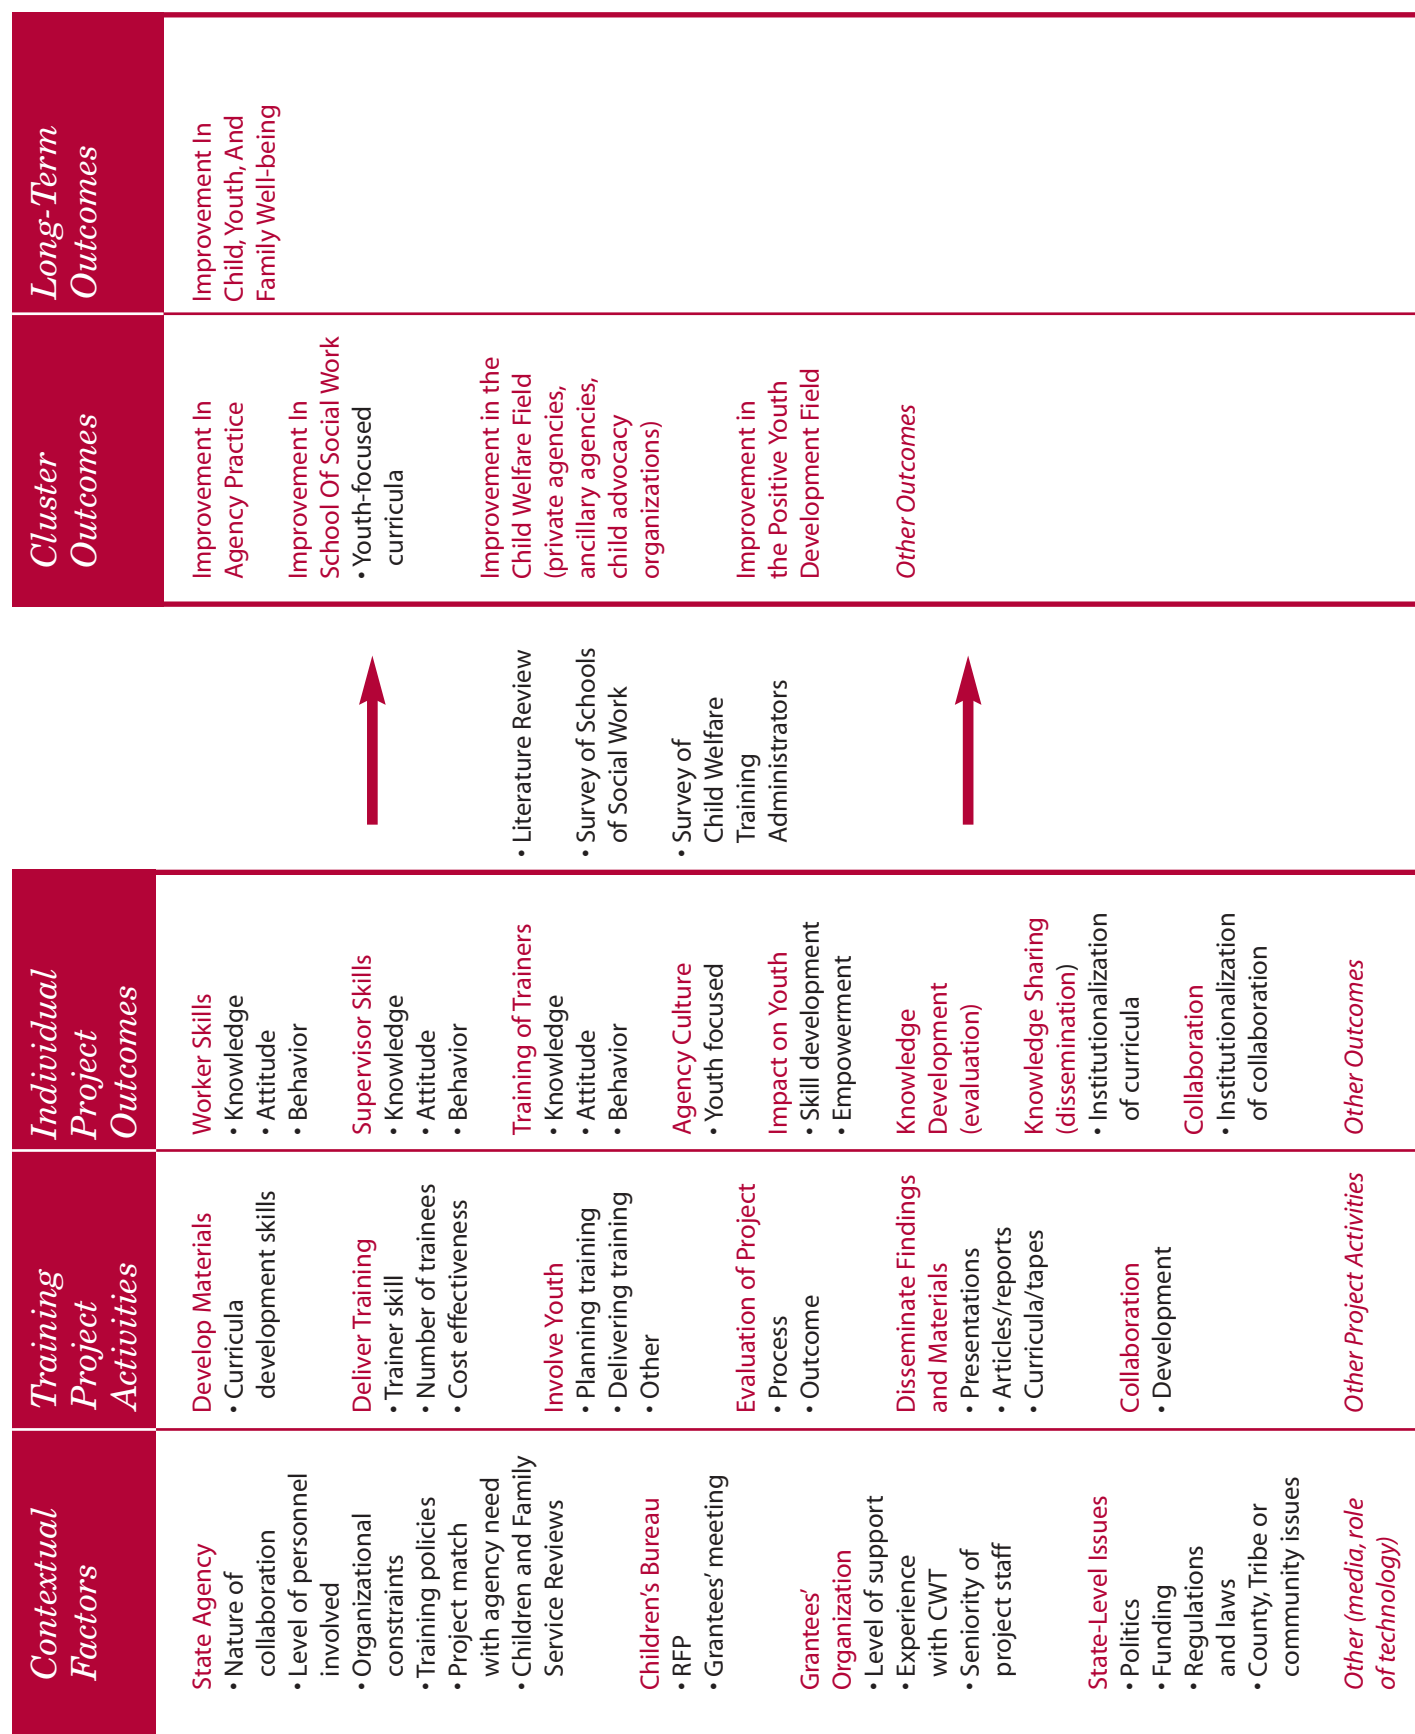 Contextual
Factors
State Agency
• Nature of
collaboration
• Level of personnel
involved
• Organizational
constraints
• Training policies
• Project match
with agency need
• Children and Family
Service Reviews
Children's Bureau
• RFP
• Grantees' meeting
Grantees'
Organization
• Level of support
• Experience
with CWT
• Seniority of
project staff
State-Level Issues
• Politics
• Funding
• Regulations
and laws
• County, Tribe or
community issues
Other (media, role
of technology)
Training
Project
Activities
Develop Materials
• Curricula
development skills
Deliver Training
• Trainer skill
• Number of trainees
• Cost effectiveness
Involve Youth
• Planning training
• Delivering training
• Other
Evaluation of Project
• Process
• Outcome
Disseminate Findings
and Materials
• Presentations
• Articles/reports
• Curricula/tapes
Collaboration
• Development
Other Project Activities
Individual
Project
Outcomes
Worker Skills
• Knowledge
• Attitude
• Behavior
Supervisor Skills
• Knowledge
• Attitude
• Behavior
Training of Trainers
• Knowledge
• Attitude
• Behavior
Agency Culture
• Youth focused
Impact on Youth
• Skill development
• Empowerment
Knowledge
Development
(evaluation)
Knowledge Sharing
(dissemination)
• Institutionalization
of curricula
Collaboration
• Institutionalization
of collaboration
Other Outcomes
• Literature Review
• Survey of Schools
of Social Work
• Survey of
Child Welfare
Training
Administrators
Cluster
Outcomes
Improvement In
Agency Practice
Improvement In
School Of Social Work
• Youth-focused
curricula
Improvement in the
Child Welfare Field
(private agencies,
ancillary agencies,
child advocacy
organizations)
Improvement in
the Positive Youth
Development Field
Other Outcomes
Long-Term
Outcomes
Improvement In
Child, Youth, And
Family Well-being